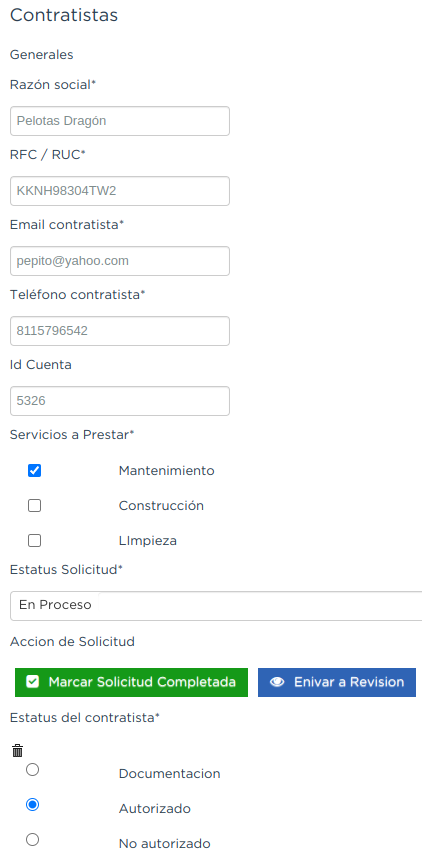 Contratistas
Generales
Razón social*
Pelotas Dragón
RFC / RUC*
KKNH98304TW2
Email contratista*
pepito@yahoo.com
Teléfono contratista*
8115796542
Id Cuenta
5326
Servicios a Prestar*
Mantenimiento
Construcción
LImpieza
Estatus Solicitud*
En Proceso
Accion de Solicitud
Marcar Solicitud Completada Enivar a Revision
Estatus del contratista*
Documentacion
Autorizado
No autorizado